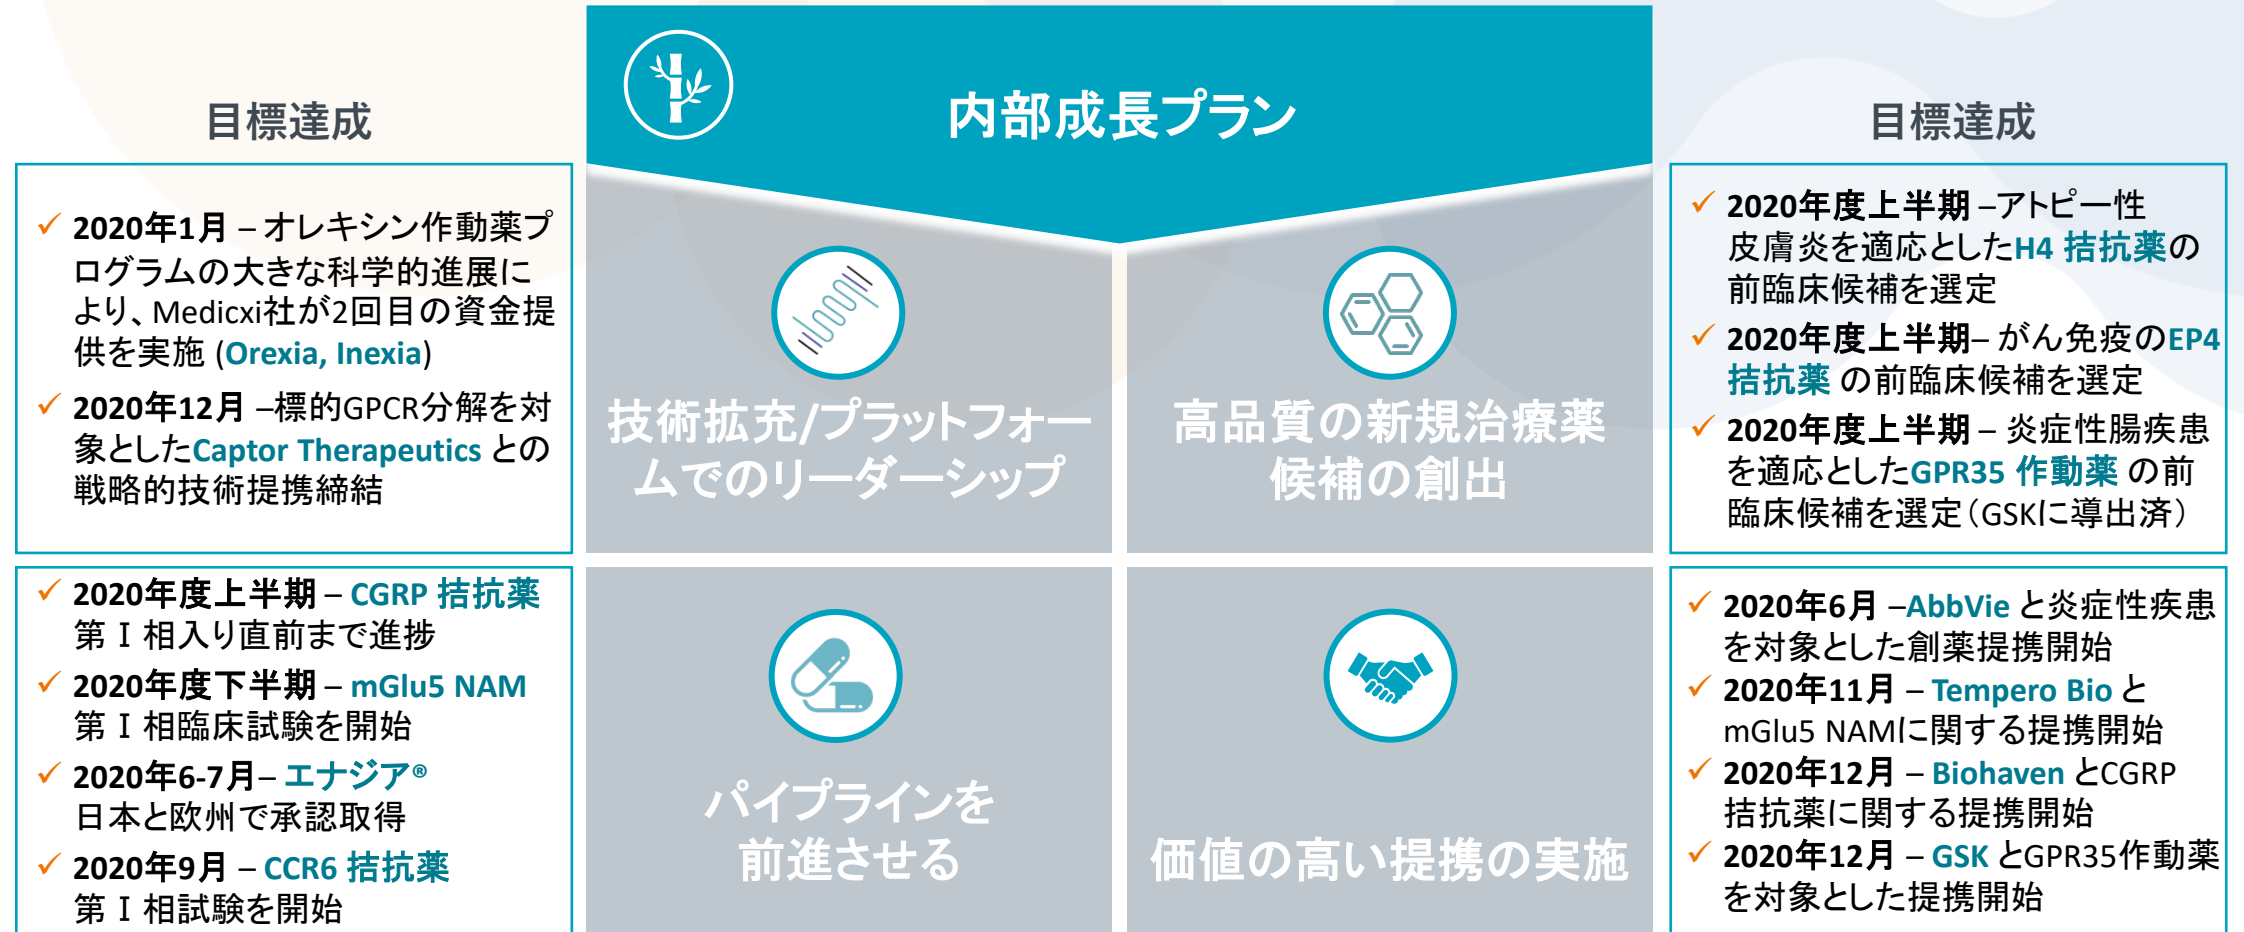 内部成長プラン
目標達成
2020年1月 – オレキシン作動薬プ
ログラムの大きな科学的進展に
より、Medicxi社が2回目の資金提
供を実施 (Orexia, Inexia)
2020年12月 –標的GPCR分解を対
象としたCaptor Therapeutics との
戦略的技術提携締結
技術拡充/プラットフォー
ムでのリーダーシップ
高品質の新規治療薬
候補の創出
目標達成
2020年度上半期 –アトピー性
皮膚炎を適応としたH4 拮抗薬の
前臨床候補を選定
2020年度上半期– がん免疫のEP4
拮抗薬 の前臨床候補を選定
2020年度上半期 – 炎症性腸疾患
を適応としたGPR35 作動薬 の前
臨床候補を選定（GSKに導出済）
2020年度上半期 – CGRP 拮抗薬
第Ⅰ相入り直前まで進捗
2020年度下半期 – mGlu5 NAM
第Ⅰ相臨床試験を開始
2020年6-7月– エナジア®
日本と欧州で承認取得
2020年9月 – CCR6 拮抗薬
第Ⅰ相試験を開始
パイプラインを
前進させる
価値の高い提携の実施
2020年6月 –AbbVie と炎症性疾患
を対象とした創薬提携開始
2020年11月 – Tempero Bio と
mGlu5 NAMに関する提携開始
2020年12月 – Biohaven とCGRP
拮抗薬に関する提携開始
2020年12月 – GSK とGPR35作動薬
を対象とした提携開始